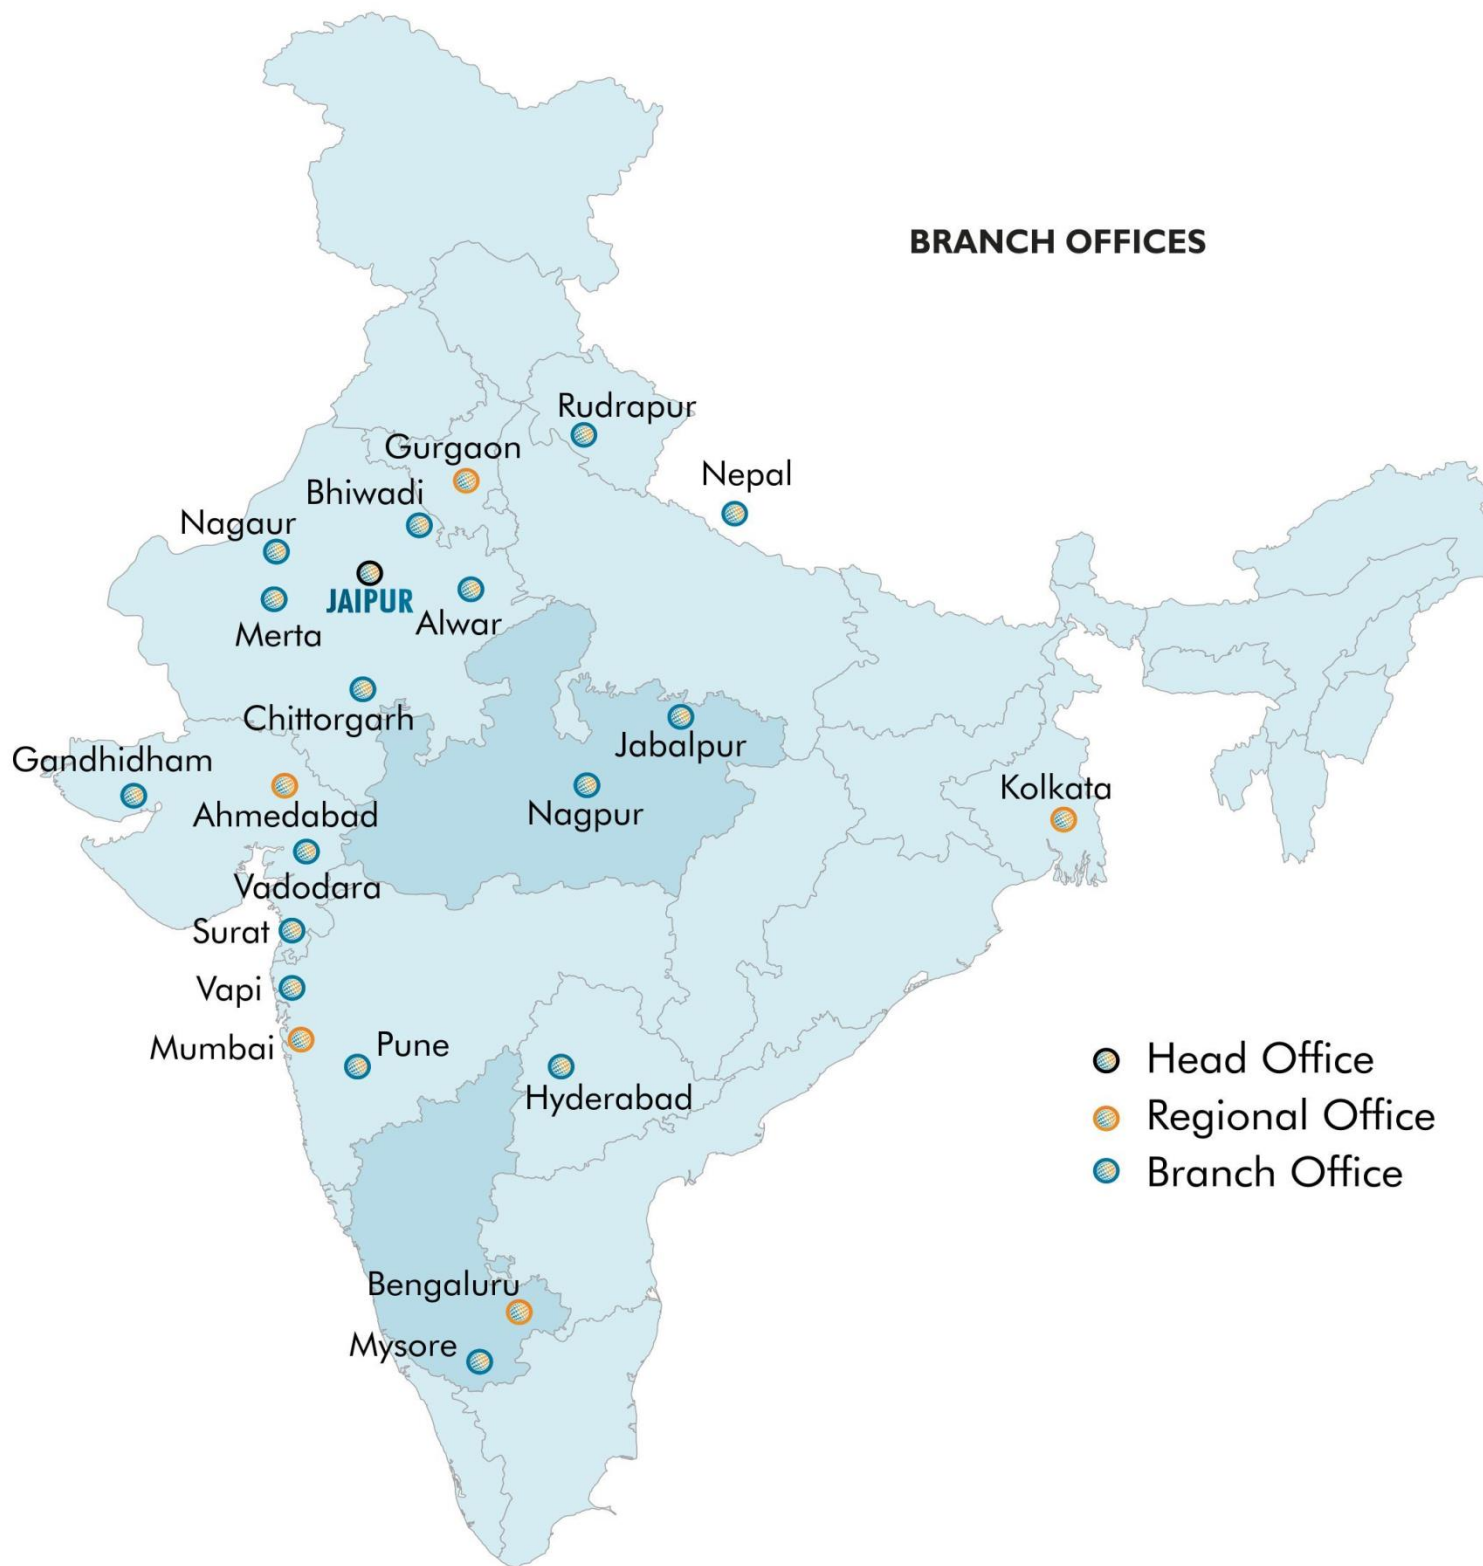 BRANCH OFFICES
Rudrapur
Gurgaon
Nepal
Bhiwadi
Nagaur
JAIPUR
Alwar
Merta
Chittorgarh
Jabalpur
Gandhidham
Kolkata
Ahmedabad
Nagpur
Vadodara
Surat
Vapi
Mumbai
Pune
Hyderabad
Head Office
Regional Office
Branch Office
Bengaluru
Mysore